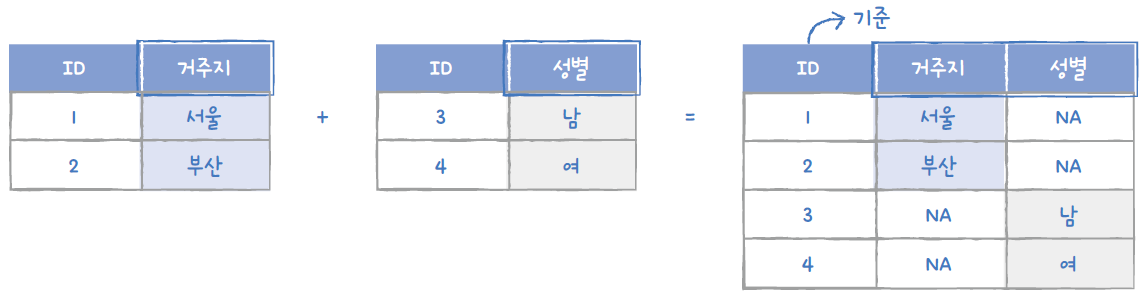 기준
ID 거주지
1 서울
2 부산
+
ID 성별
3 남
4 여
=
ID 거주지 성별
1 서울 NA
2 부산 NA
3 NA 남
4 NA 여